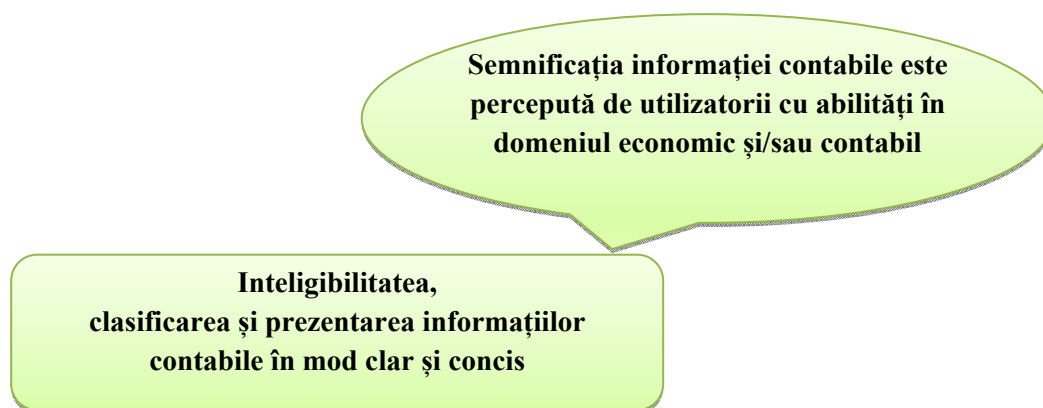 Semnificația informației contabile este
percepută de utilizatorii cu abilități în
domeniul economic și/sau contabil
Inteligibilitatea,
clasificarea și prezentarea informațiilor
contabile în mod clar și concis